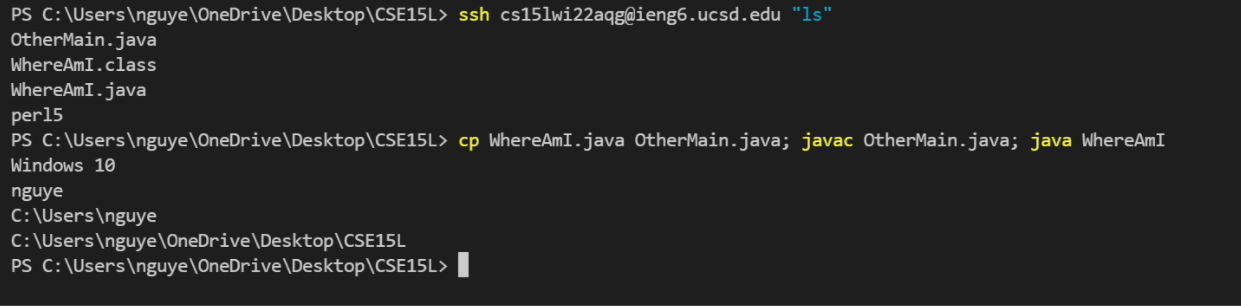 PS C:\Users\nguye\OneDrive\Desktop\CSE15L> ssh cs15lwi22aqg@ieng6.ucsd.edu "ls"
OtherMain.java
WhereAmI.class
WhereAmI.java
perl5
PS C:\Users\nguye\OneDrive\Desktop\CSE15L> cp WhereAmI.java OtherMain.java; javac OtherMain.java; java WhereAmI
Windows 10
nguye
C:\Users\nguye
C:\Users\nguye\OneDrive\Desktop\CSE15L
PS C:\Users\nguye\OneDrive\Desktop\CSE15L>